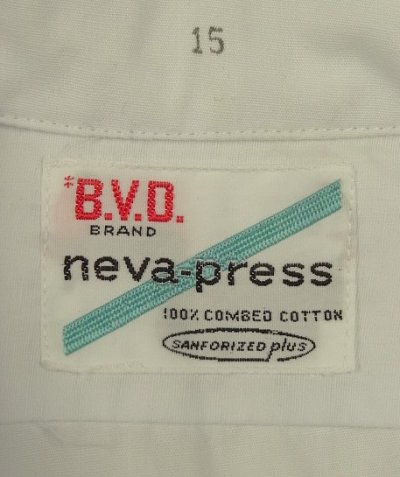 15
*B.V.D.
BRAND
neva-press
100% COMBED COTTON
SANFORIZED plus